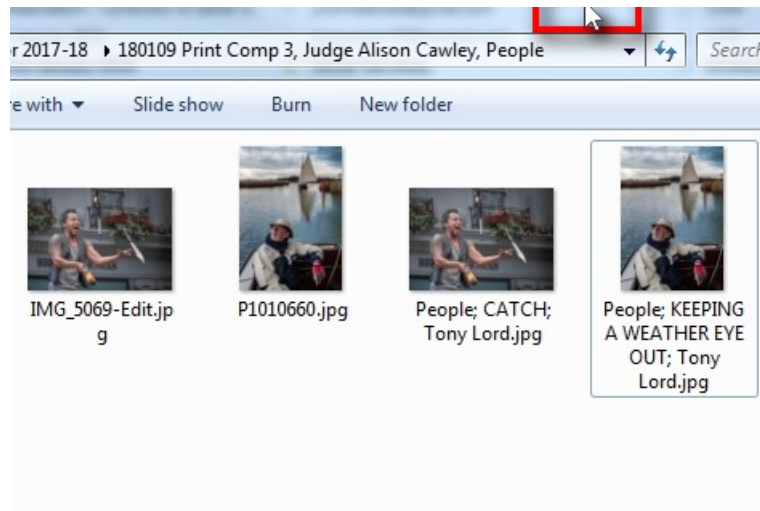 r 2017-18 ▸ 180109 Print Comp 3, Judge Alison Cawley, People
Search
re with ▾ Slide show Burn New folder
IMG_5069-Edit.jp
g
P1010660.jpg
People; CATCH;
Tony Lord.jpg
People; KEEPING
A WEATHER EYE
OUT; Tony
Lord.jpg